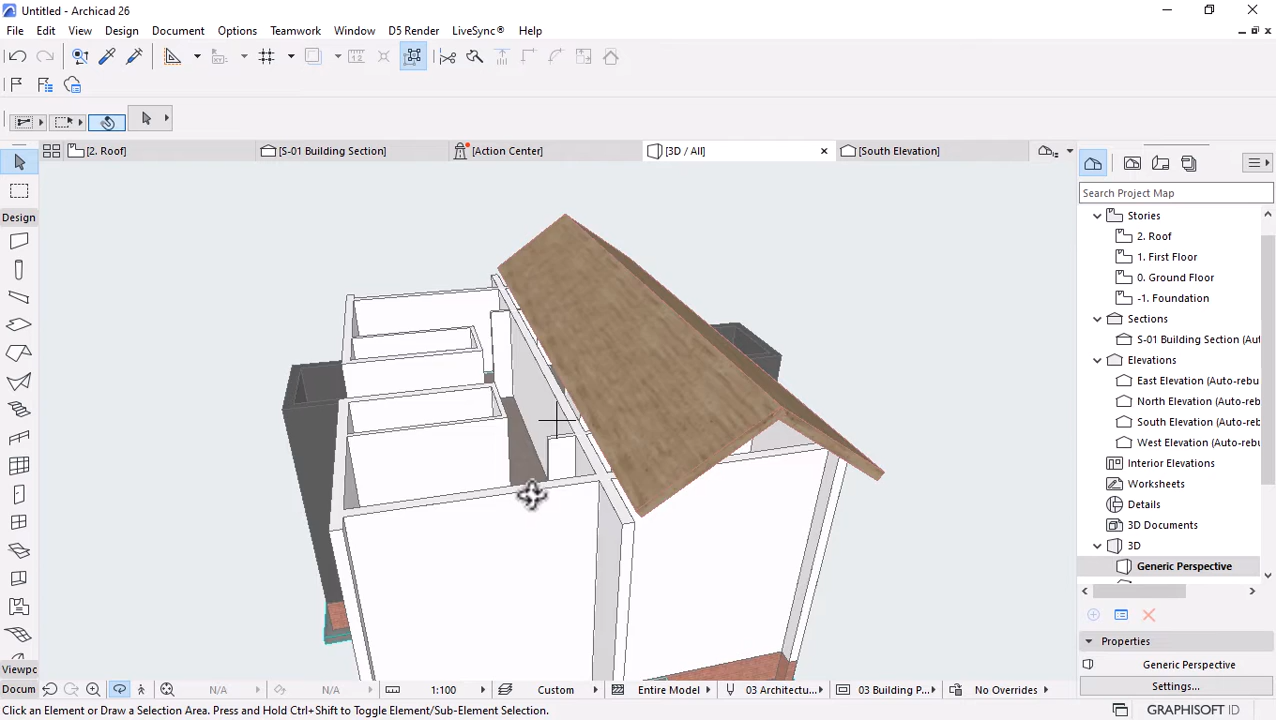 Untitled - Archicad 26
File Edit View Design Document Options Teamwork Window D5 Render LiveSync® Help
[2. Roof] [S-01 Building Section] [Action Center] [3D / All] [South Elevation]
Search Project Map
Design
Stories
2. Roof
1. First Floor
0. Ground Floor
-1. Foundation
Sections
S-01 Building Section (Aut
Elevations
East Elevation (Auto-rebu
North Elevation (Auto-reb
South Elevation (Auto-reb
West Elevation (Auto-rebu
Interior Elevations
Worksheets
Details
3D Documents
3D
Generic Perspective
Properties
Generic Perspective
Settings...
Viewpc
Docum
N/A N/A 1:100 Custom Entire Model 03 Architectu... 03 Building P... No Overrides
Click an Element or Draw a Selection Area. Press and Hold Ctrl+Shift to Toggle Element/Sub-Element Selection.
GRAPHISOFT ID